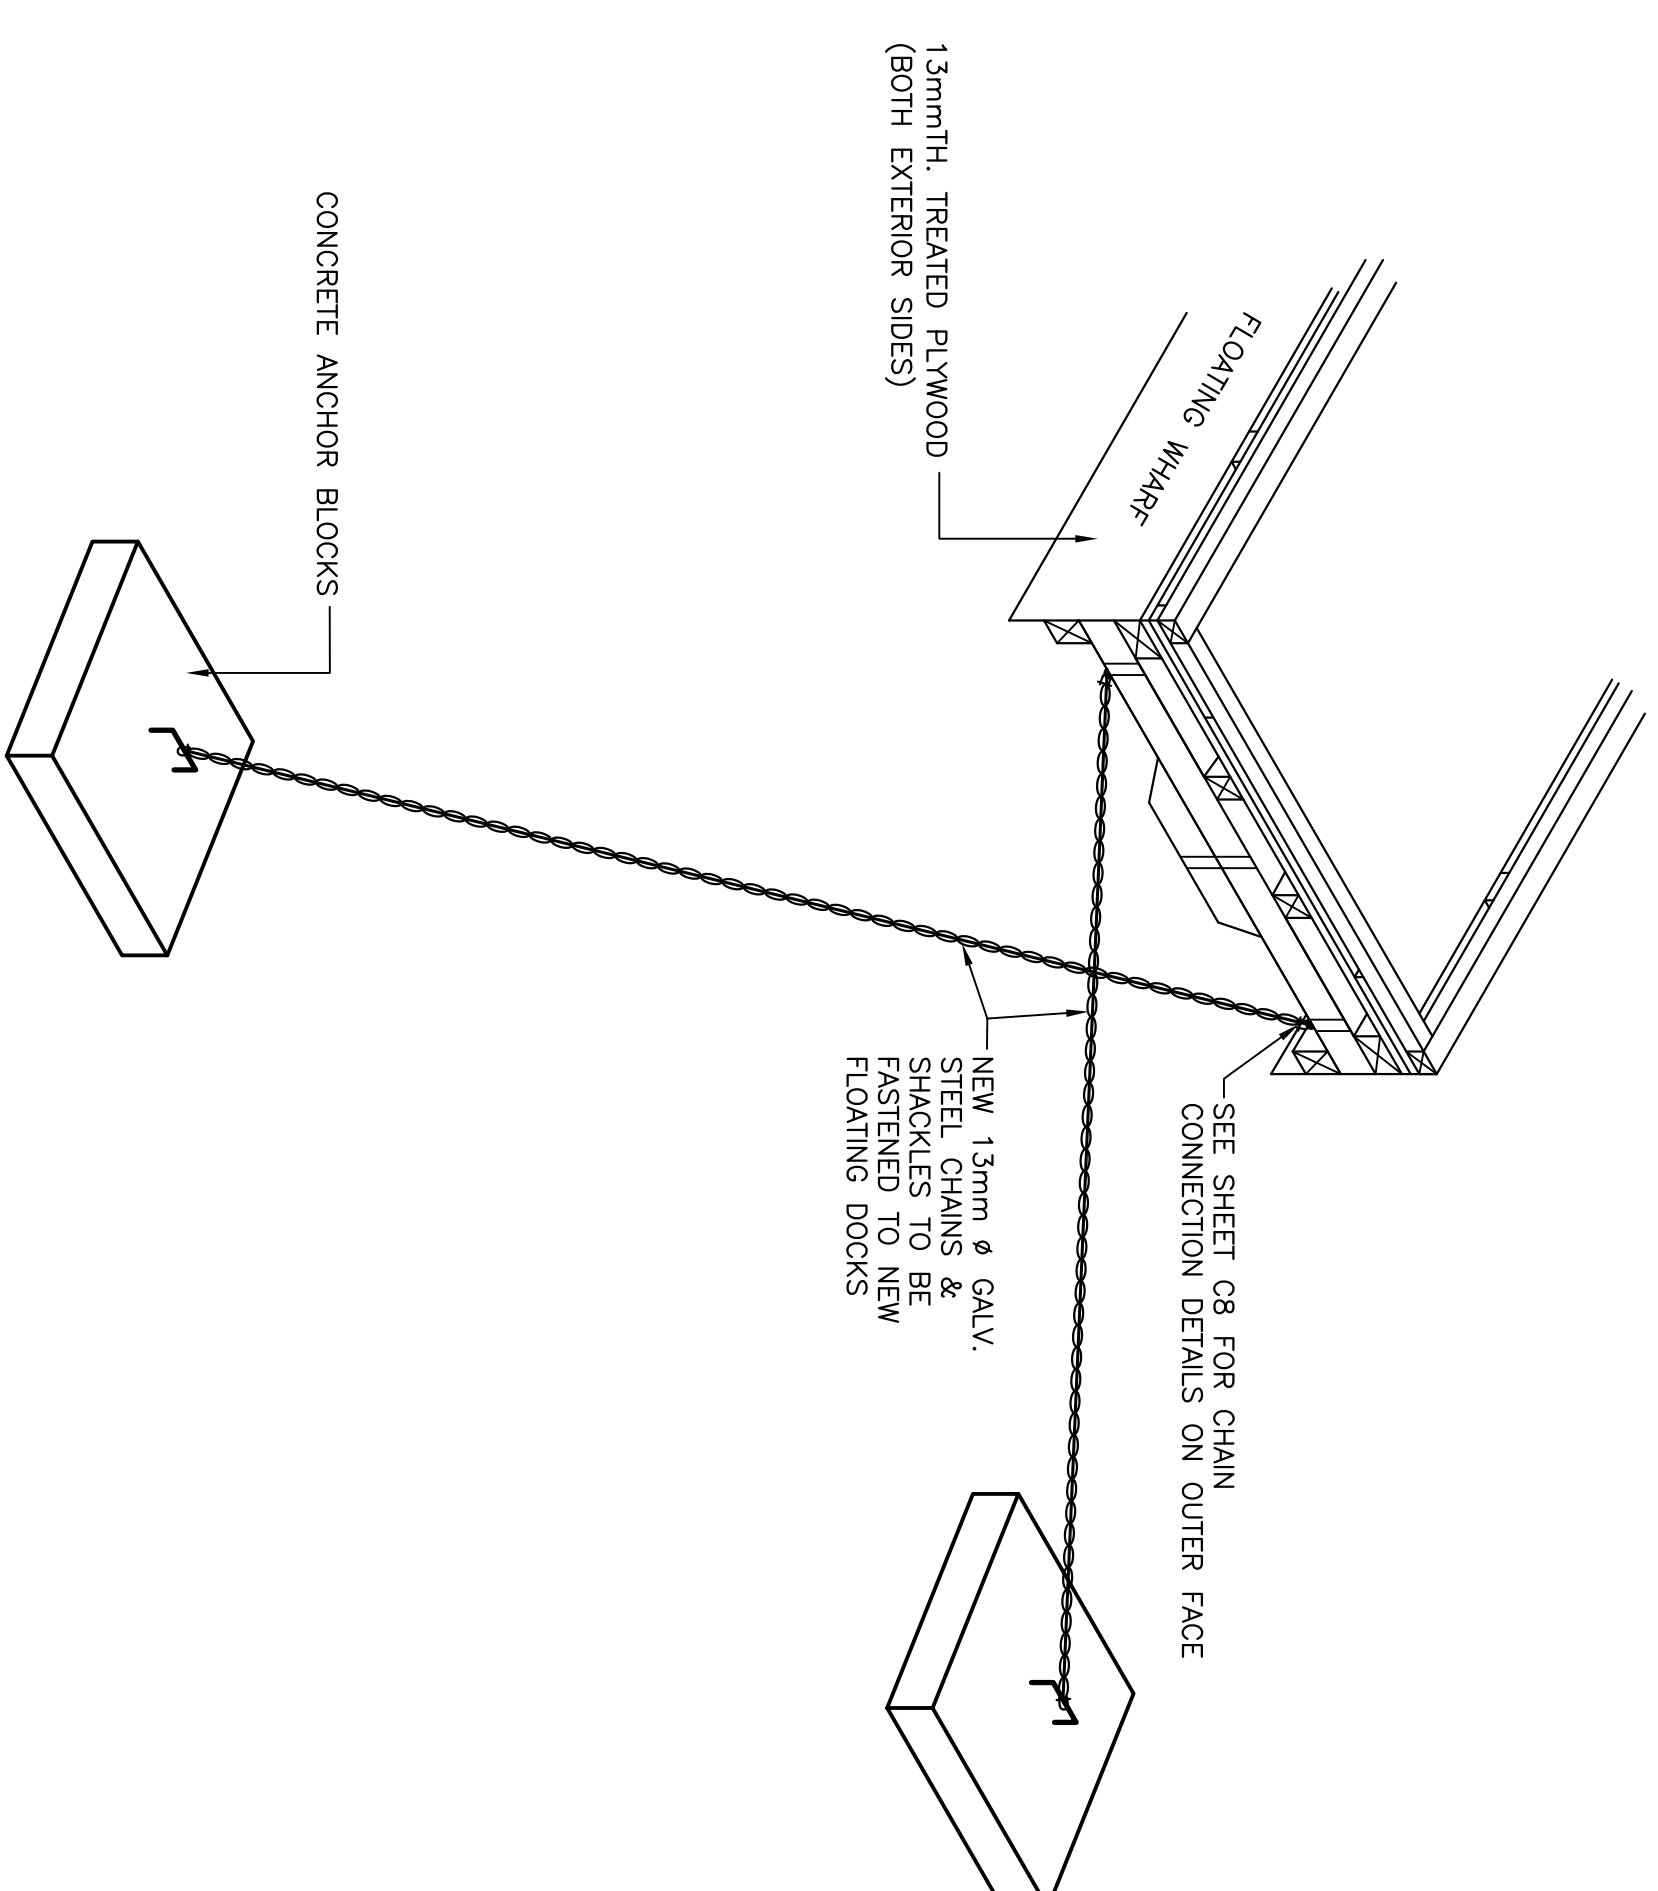 FLOATING WHARF
13mmTH. TREATED PLYWOOD
(BOTH EXTERIOR SIDES)
SEE SHEET C8 FOR CHAIN
CONNECTION DETAILS ON OUTER FACE
NEW 13mm Ø GALV.
STEEL CHAINS &
SHACKLES TO BE
FASTENED TO NEW
FLOATING DOCKS
CONCRETE ANCHOR BLOCKS